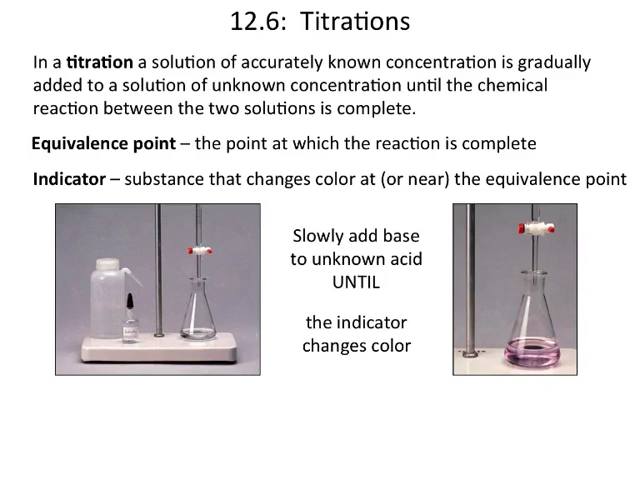 12.6: Titrations
In a titration a solution of accurately known concentration is gradually
added to a solution of unknown concentration until the chemical
reaction between the two solutions is complete.
Equivalence point – the point at which the reaction is complete
Indicator – substance that changes color at (or near) the equivalence point
Slowly add base
to unknown acid
UNTIL
the indicator
changes color